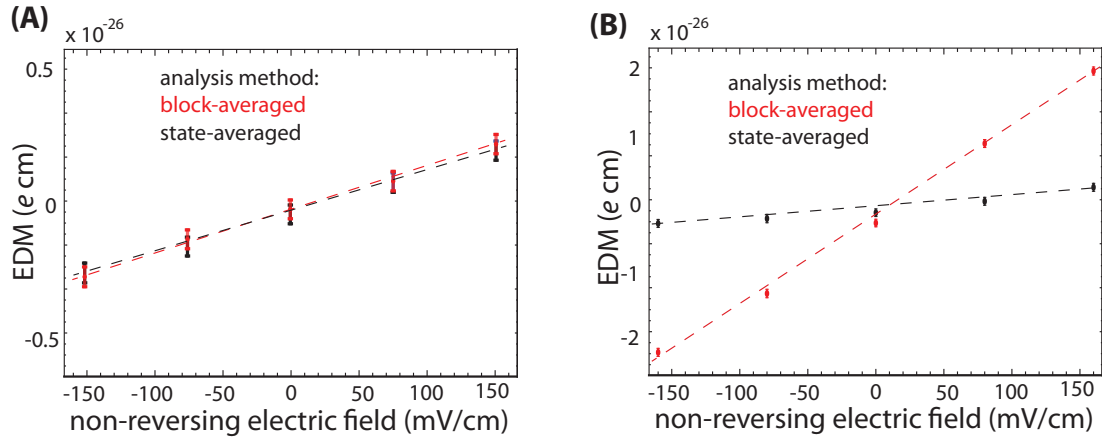 (A)
x 10^-26
0.5
0
-0.5
EDM (e cm)
analysis method:
block-averaged
state-averaged
-150 -100 -50 0 50 100 150
non-reversing electric field (mV/cm)
(B)
x 10^-26
2
1
0
-1
-2
EDM (e cm)
analysis method:
block-averaged
state-averaged
-150 -100 -50 0 50 100 150
non-reversing electric field (mV/cm)